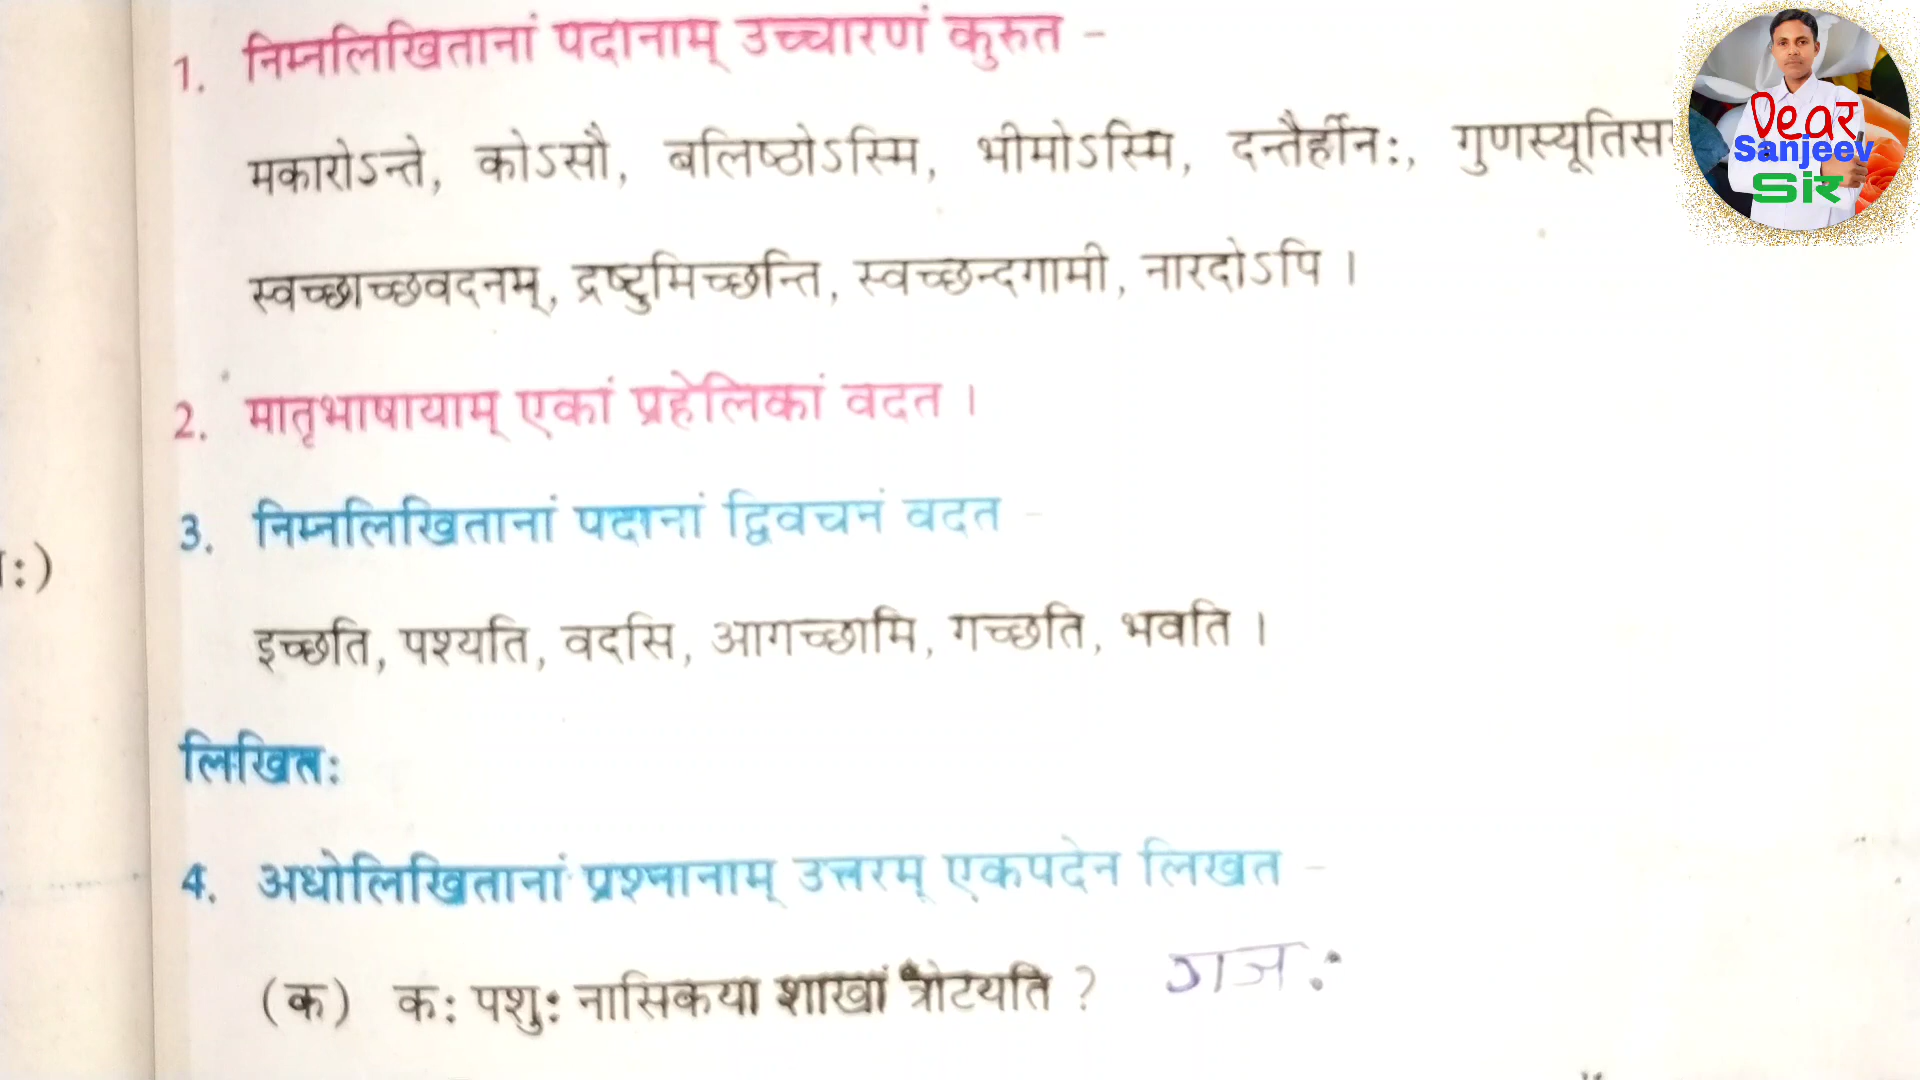 1. निम्नलिखितानां पदानाम् उच्चारणं कुरुत –
मकारोऽन्ते, कोऽसौ, बलिष्ठोऽस्मि, भीमोऽस्मि, दन्तैर्हीनः,
स्वच्छाच्छवदनम्, द्रष्टुमिच्छन्ति, स्वच्छन्दगामी, नारदोऽपि ।
2. मातृभाषायाम् एकां प्रहेलिकां वदत ।
3. निम्नलिखितानां पदानां द्विवचनं वदत –
ः)
इच्छति, पश्यति, वदसि, आगच्छामि, गच्छति, भवति ।
लिखितः
4. अधोलिखितानां प्रश्नानाम् उत्तरम् एकपदेन लिखत –
(क) कः पशुः नासिकया शाखां त्रोटयति ? गजः
Dear
Sanjeev
Sir